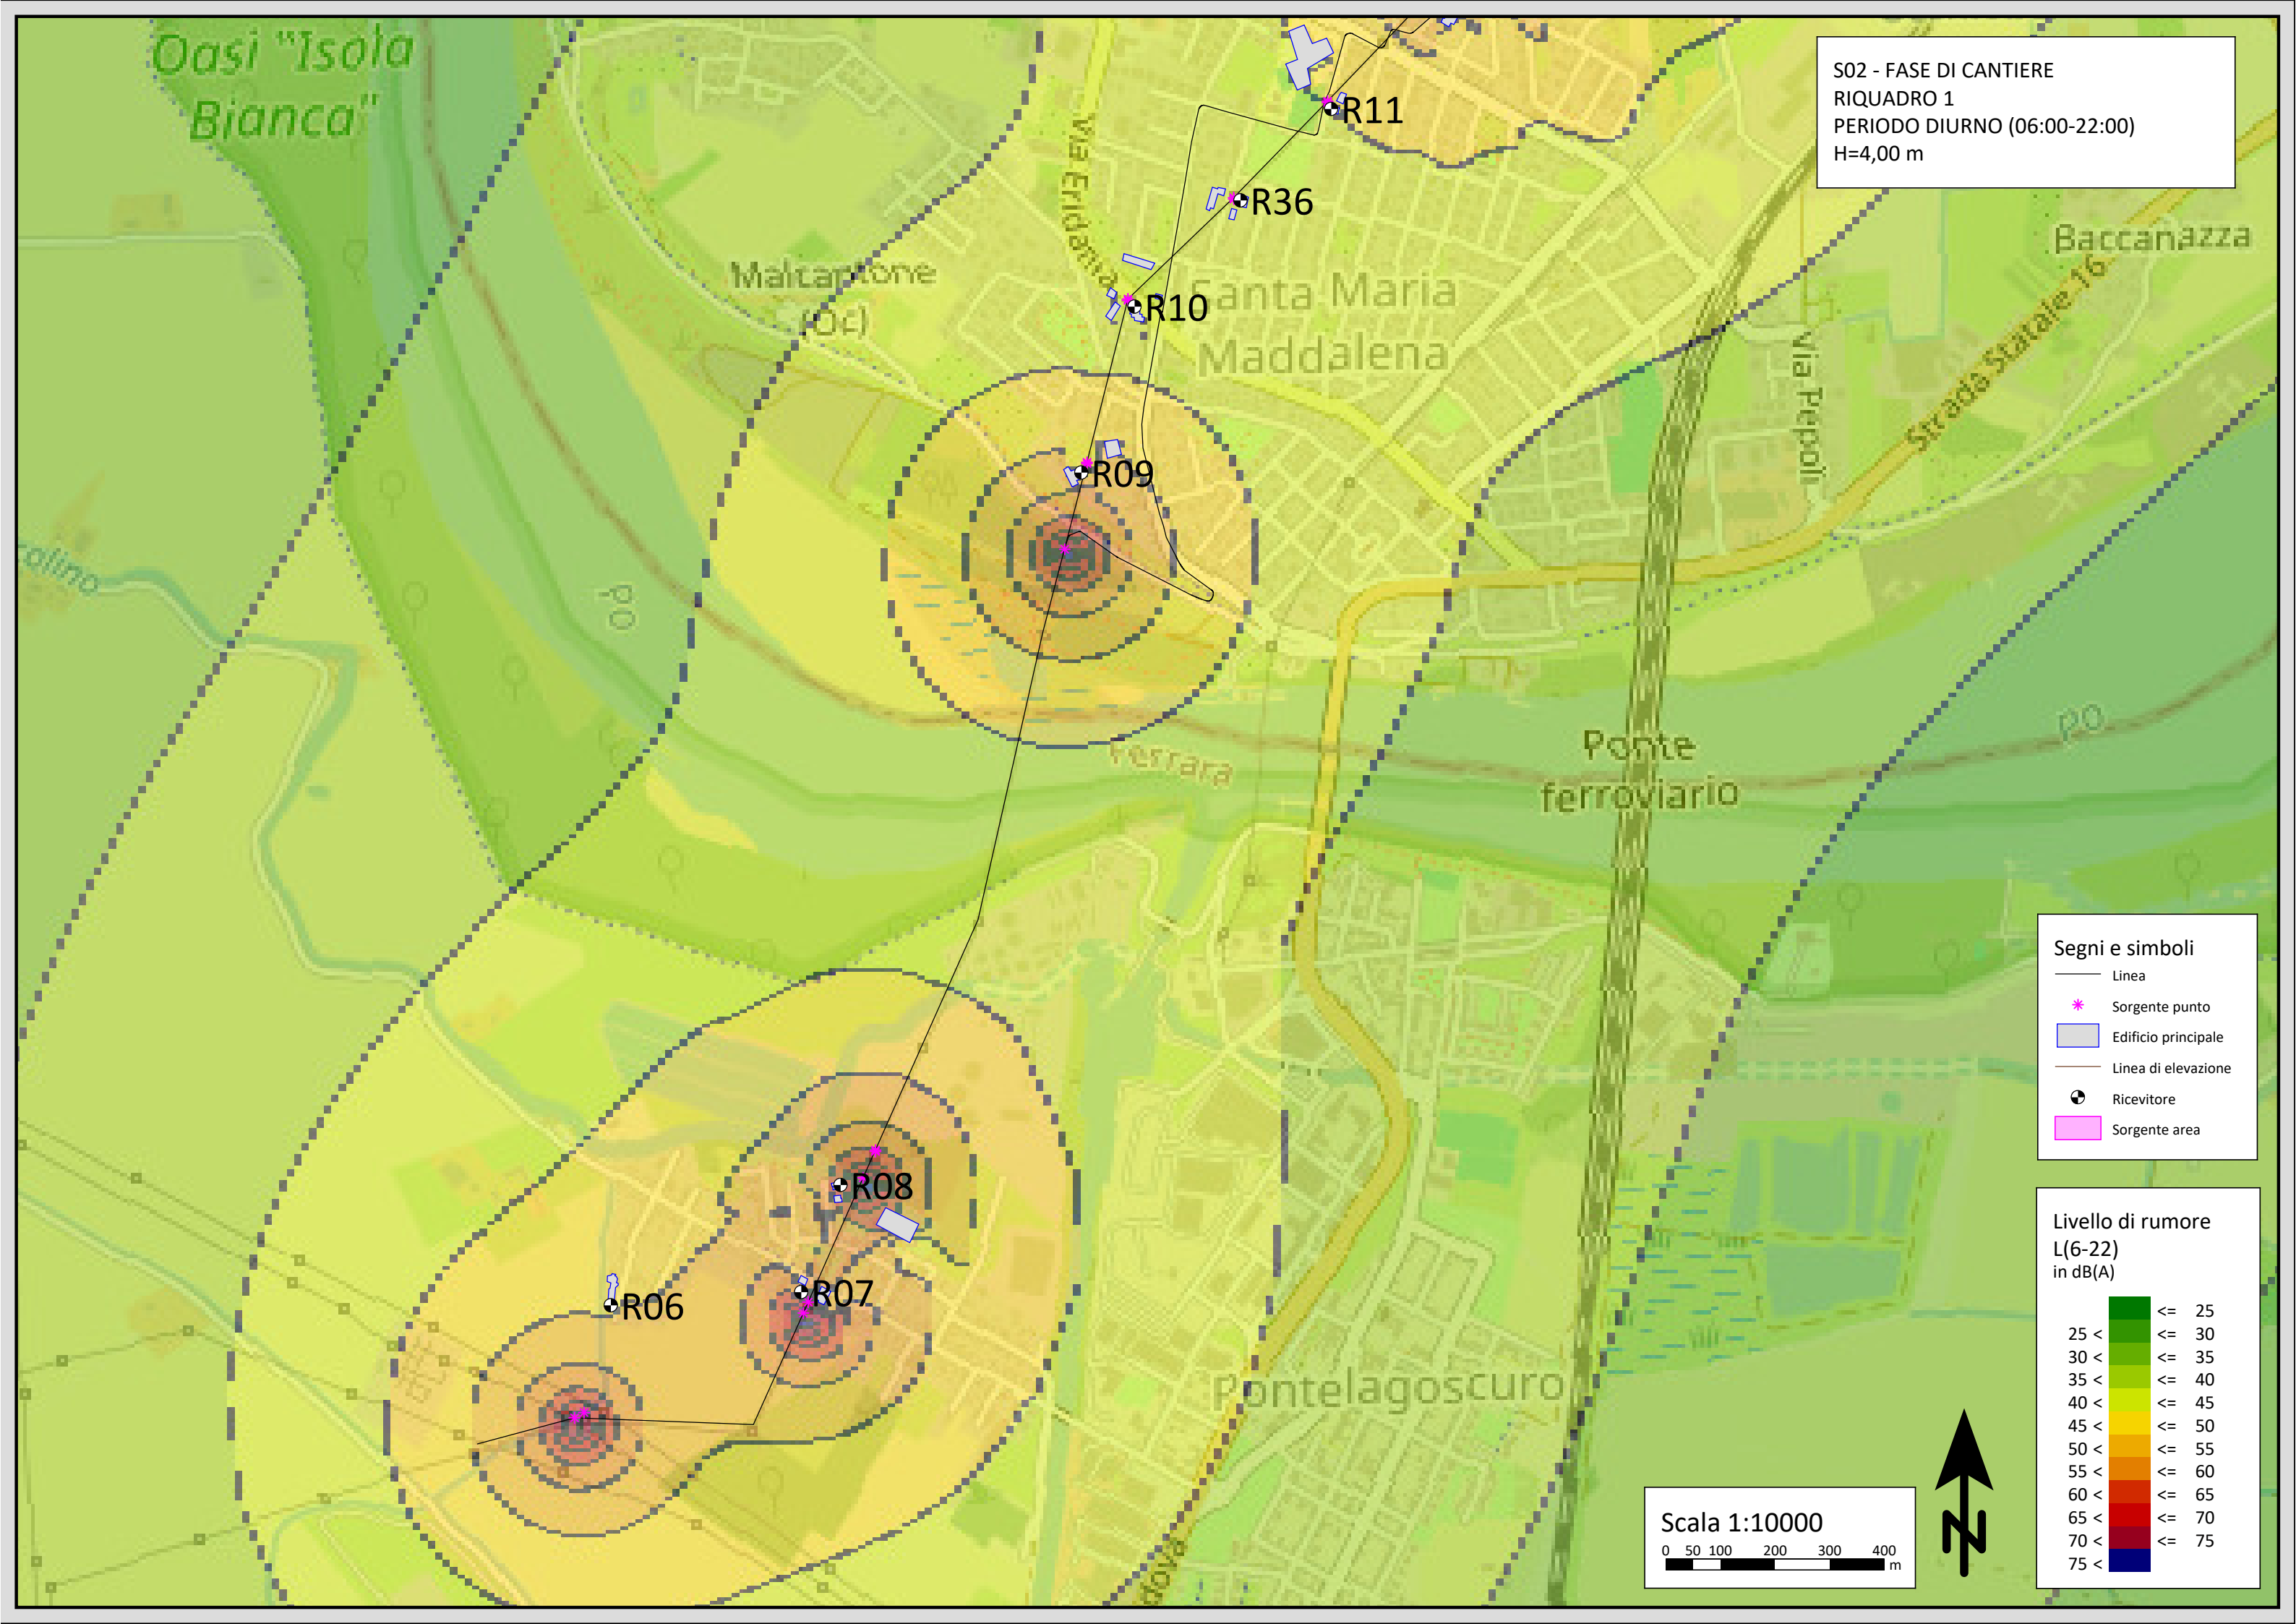 Oasi "Isola
Bianca"
S02 - FASE DI CANTIERE
RIQUADRO 1
PERIODO DIURNO (06:00-22:00)
H=4,00 m
R11
Via Eridania
R36
Baccanazza
Malcantone
(Oc)
Santa Maria
Maddalena
R10
Strada Statale 16
Via Pepoli
R09
Po
Po
Ferrara
Ponte
ferroviario
Segni e simboli
Linea
Sorgente punto
Edificio principale
Linea di elevazione
Ricevitore
Sorgente area
R08
R07
R06
Pontelagoscuro
Livello di rumore
L(6-22)
in dB(A)
<= 25
25 < <= 30
30 < <= 35
35 < <= 40
40 < <= 45
45 < <= 50
50 < <= 55
55 < <= 60
60 < <= 65
65 < <= 70
70 < <= 75
75 <
Scala 1:10000
0 50 100 200 300 400
m
N